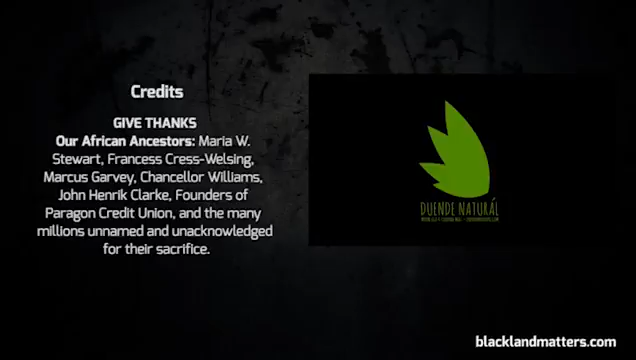 Credits
GIVE THANKS
Our African Ancestors: Maria W.
Stewart, Francess Cress-Welsing,
Marcus Garvey, Chancellor Williams,
John Henrik Clarke, Founders of
Paragon Credit Union, and the many
millions unnamed and unacknowledged
for their sacrifice.
DUENDE NATURÁL
blacklandmatters.com